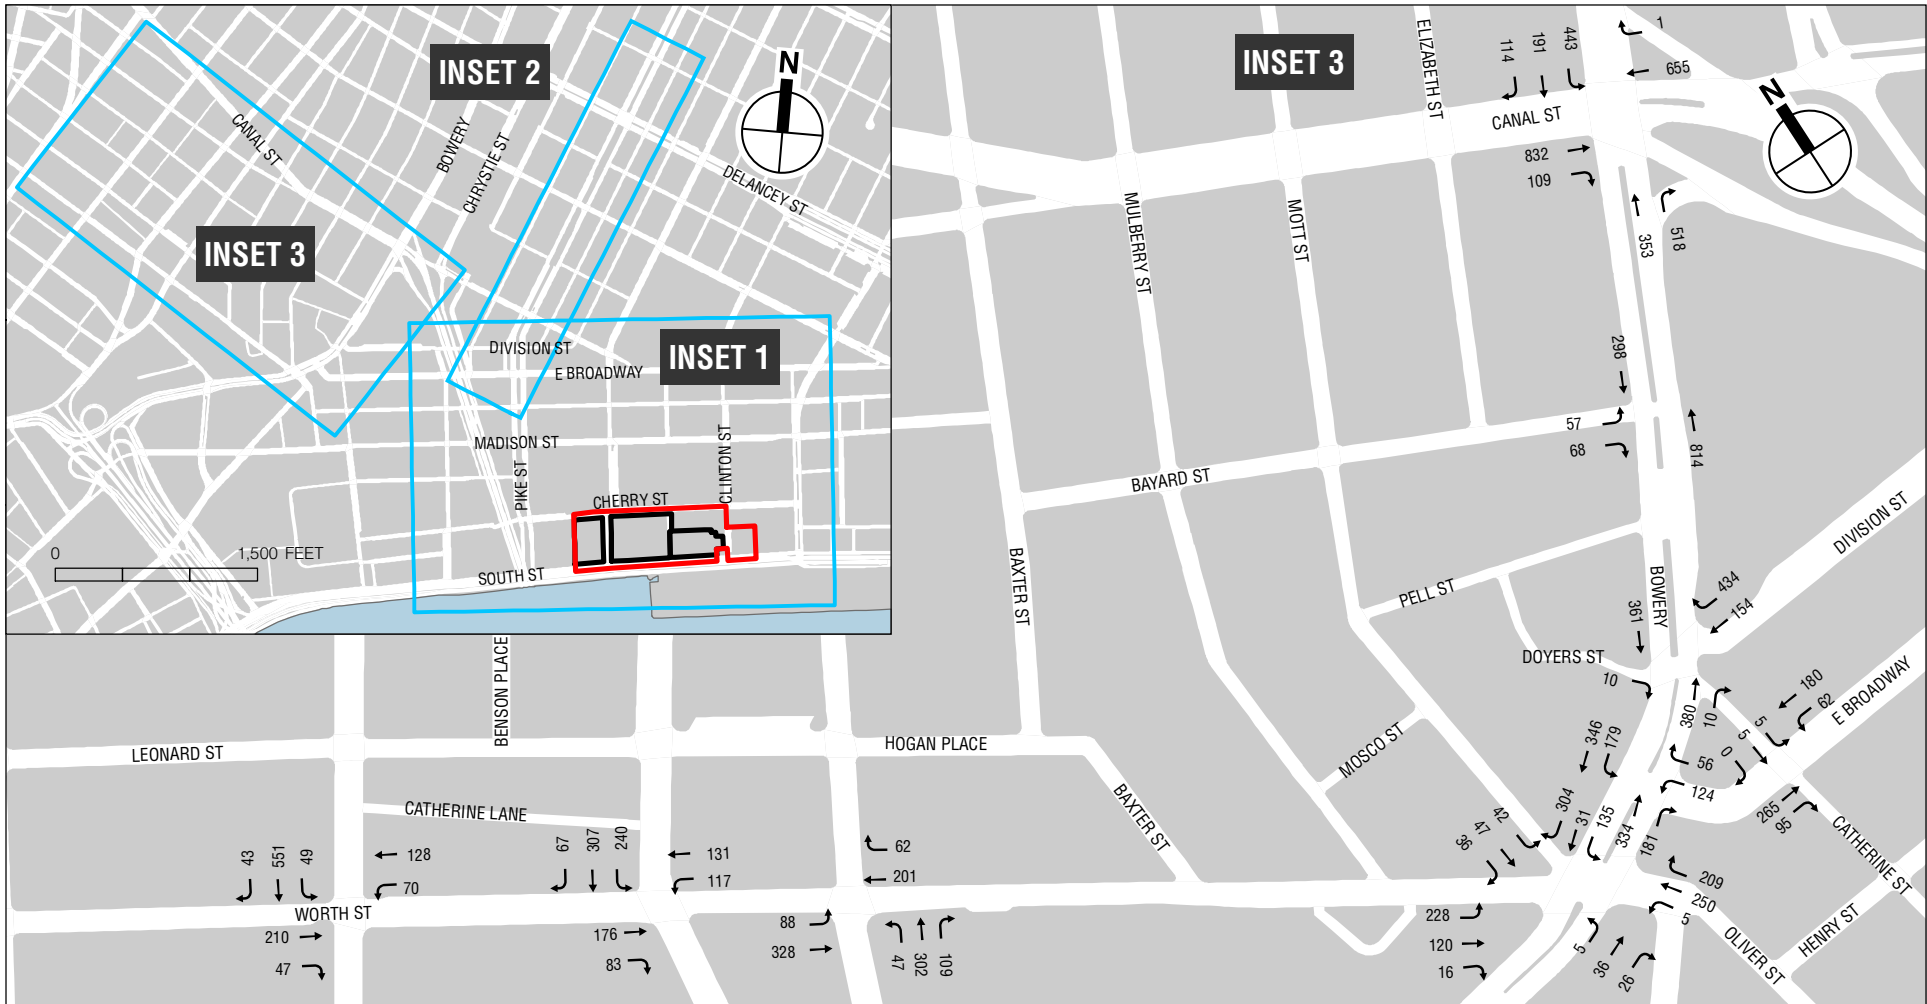 INSET 2
N
CANAL ST
BOWERY
CHRYSTIE ST
DELANCEY ST
INSET 3
DIVISION ST
INSET 1
E BROADWAY
MADISON ST
PIKE ST
CLINTON ST
CHERRY ST
0
1,500 FEET
SOUTH ST
INSET 3
ELIZABETH ST
114
191
443
1
655
N
CANAL ST
832
109
353
518
MULBERRY ST
MOTT ST
298
57
68
814
BAYARD ST
DIVISION ST
BAXTER ST
PELL ST
BOWERY
434
154
361
DOYERS ST
10
180
62
E BROADWAY
380
10
5
5
0
346
179
56
124
MOSCO ST
265
95
BENSON PLACE
LEONARD ST
HOGAN PLACE
CATHERINE LANE
BAXTER ST
CATHERINE ST
304
31
135
334
181
42
47
36
43
551
49
128
70
67
307
240
131
117
62
201
209
250
5
WORTH ST
210
47
176
83
88
328
47
302
109
228
120
16
5
36
26
OLIVER ST
HENRY ST